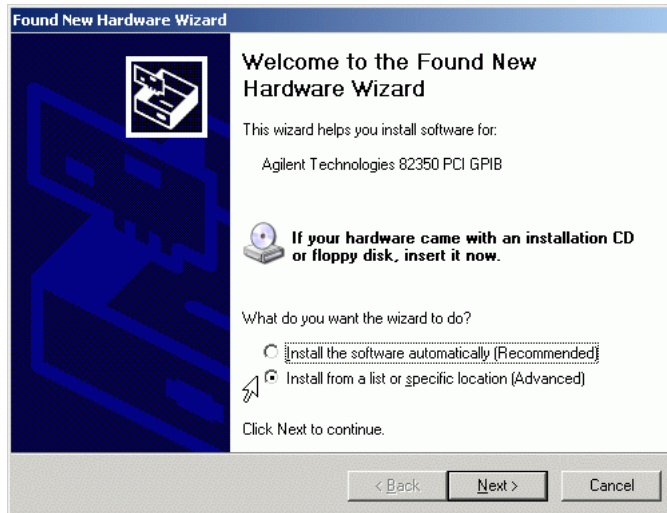 Found New Hardware Wizard
Welcome to the Found New
Hardware Wizard
This wizard helps you install software for:
Agilent Technologies 82350 PCI GPIB
If your hardware came with an installation CD
or floppy disk, insert it now.
What do you want the wizard to do?
Install the software automatically (Recommended)
Install from a list or specific location (Advanced)
Click Next to continue.
< Back
Next >
Cancel